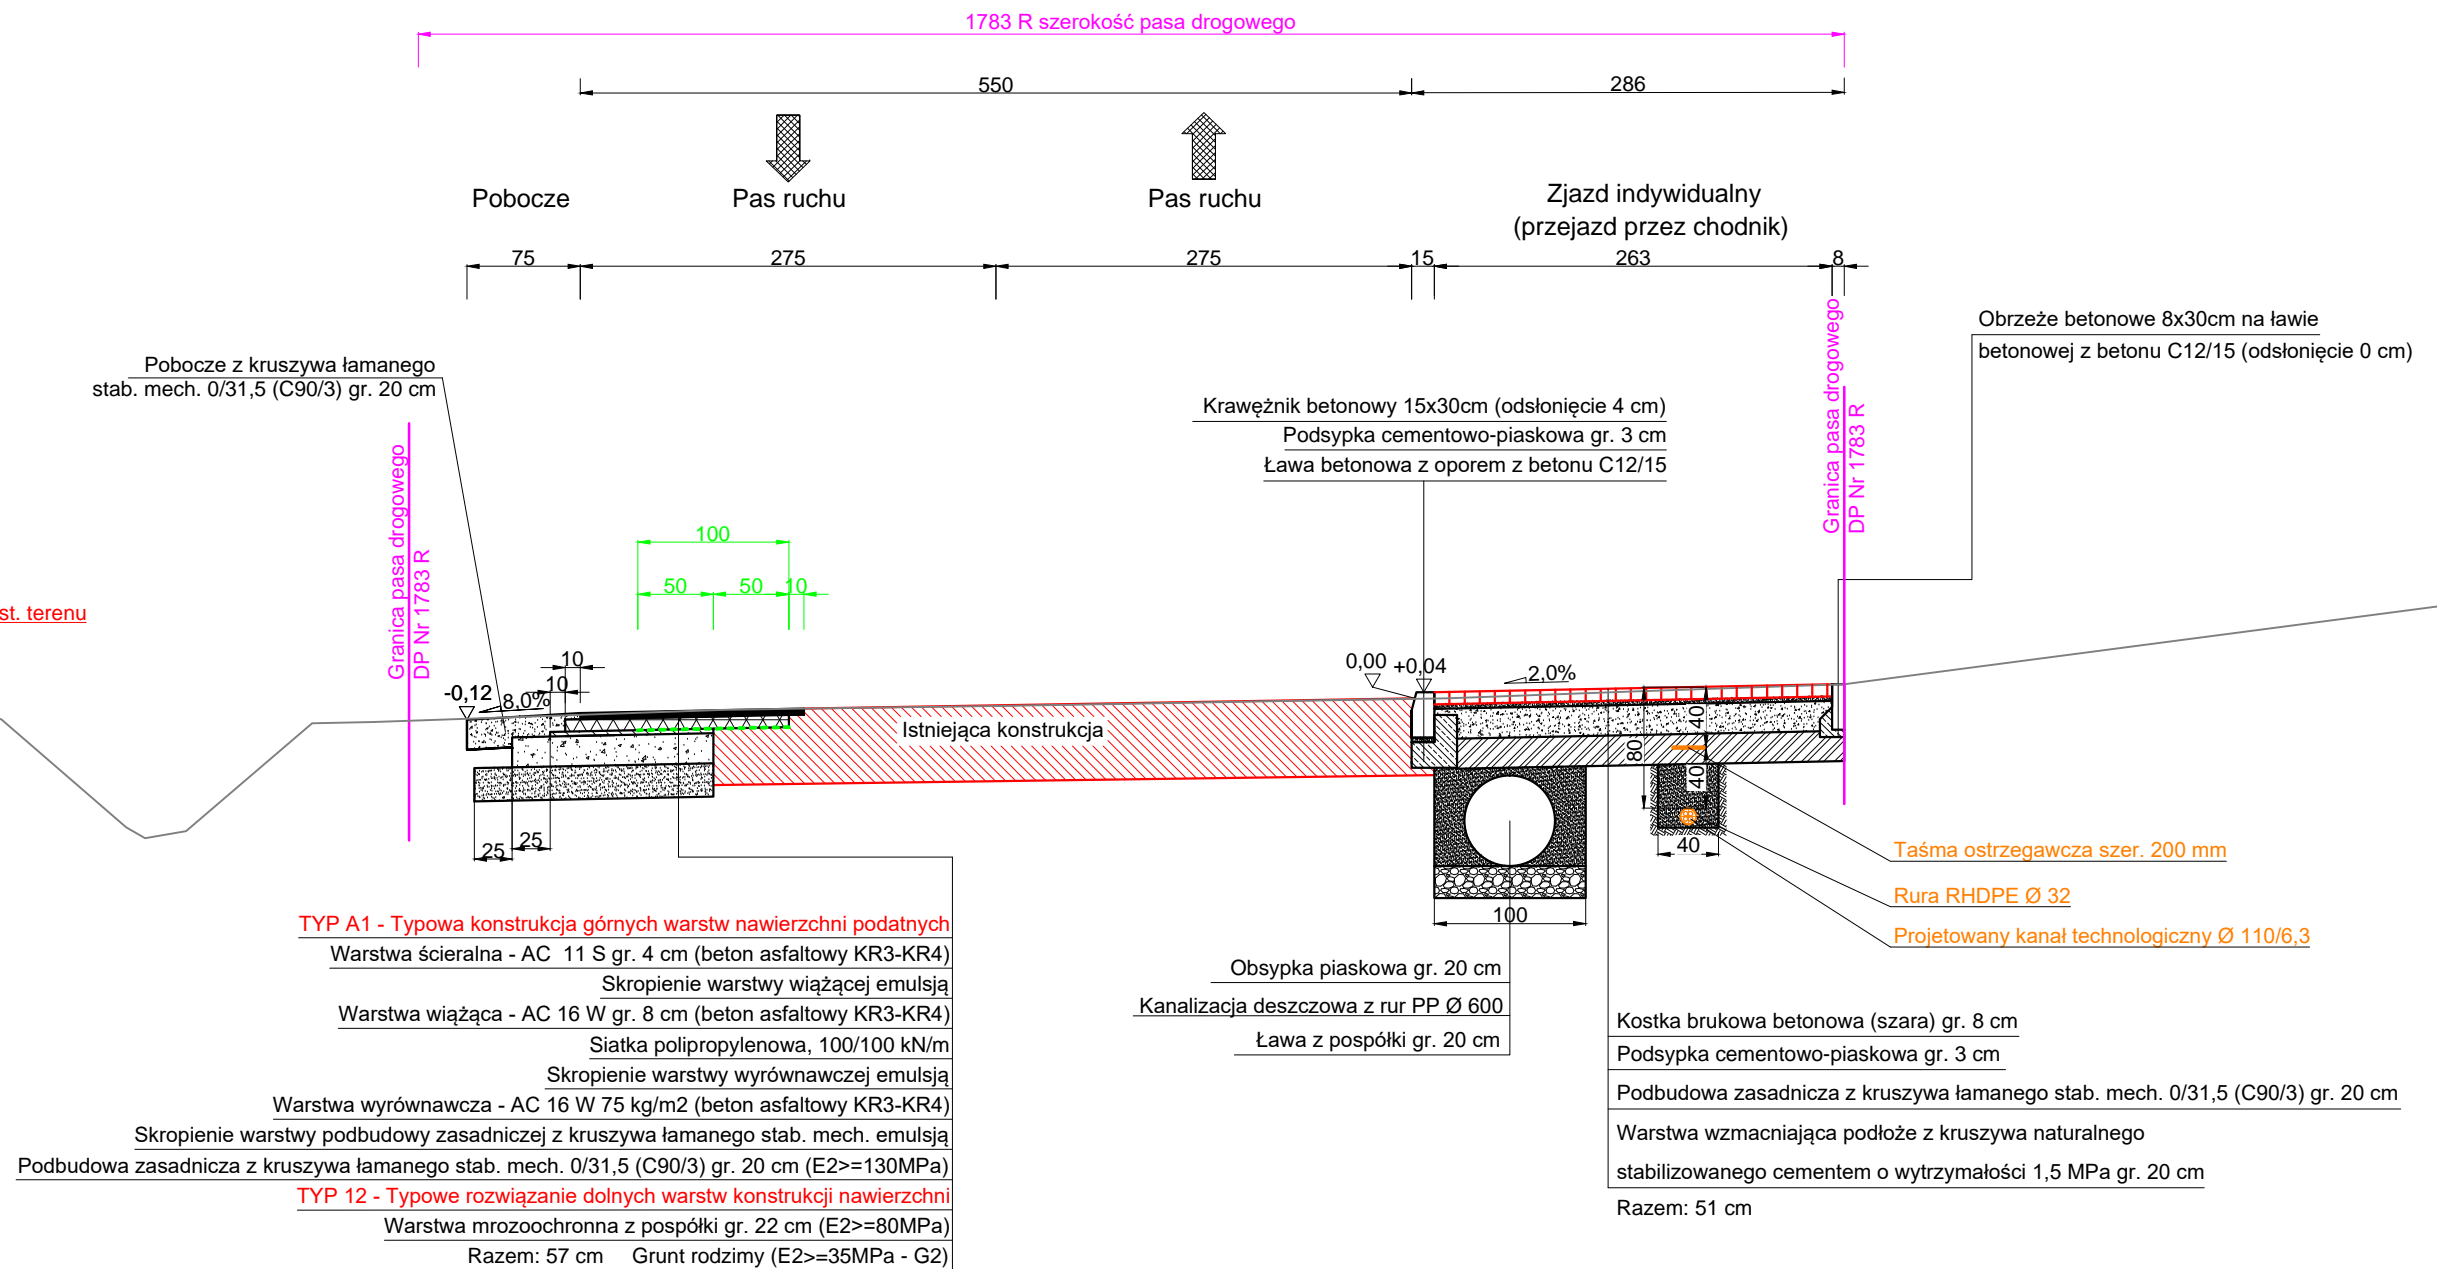 1783 R szerokość pasa drogowego
550
286
Pobocze
Pas ruchu
Pas ruchu
Zjazd indywidualny
(przejazd przez chodnik)
75
275
275
15
263
8
Obrzeże betonowe 8x30cm na ławie
betonowej z betonu C12/15 (odsłonięcie 0 cm)
Pobocze z kruszywa łamanego
stab. mech. 0/31,5 (C90/3) gr. 20 cm
Krawężnik betonowy 15x30cm (odsłonięcie 4 cm)
Podsypka cementowo-piaskowa gr. 3 cm
Ława betonowa z oporem z betonu C12/15
Granica pasa drogowego
DP Nr 1783 R
Granica pasa drogowego
DP Nr 1783 R
100
50
50
10
st. terenu
10
10
-0,12
8,0%
0,00
+0,04
2,0%
Istniejąca konstrukcja
40
80
40
25
25
40
100
Taśma ostrzegawcza szer. 200 mm
Rura RHDPE Ø 32
Projetowany kanał technologiczny Ø 110/6,3
TYP A1 - Typowa konstrukcja górnych warstw nawierzchni podatnych
Warstwa ścieralna - AC 11 S gr. 4 cm (beton asfaltowy KR3-KR4)
Skropienie warstwy wiążącej emulsją
Warstwa wiążąca - AC 16 W gr. 8 cm (beton asfaltowy KR3-KR4)
Siatka polipropylenowa, 100/100 kN/m
Skropienie warstwy wyrównawczej emulsją
Warstwa wyrównawcza - AC 16 W 75 kg/m2 (beton asfaltowy KR3-KR4)
Skropienie warstwy podbudowy zasadniczej z kruszywa łamanego stab. mech. emulsją
Podbudowa zasadnicza z kruszywa łamanego stab. mech. 0/31,5 (C90/3) gr. 20 cm (E2>=130MPa)
TYP 12 - Typowe rozwiązanie dolnych warstw konstrukcji nawierzchni
Warstwa mrozoochronna z pospółki gr. 22 cm (E2>=80MPa)
Razem: 57 cm Grunt rodzimy (E2>=35MPa - G2)
Obsypka piaskowa gr. 20 cm
Kanalizacja deszczowa z rur PP Ø 600
Ława z pospółki gr. 20 cm
Kostka brukowa betonowa (szara) gr. 8 cm
Podsypka cementowo-piaskowa gr. 3 cm
Podbudowa zasadnicza z kruszywa łamanego stab. mech. 0/31,5 (C90/3) gr. 20 cm
Warstwa wzmacniająca podłoże z kruszywa naturalnego
stabilizowanego cementem o wytrzymałości 1,5 MPa gr. 20 cm
Razem: 51 cm